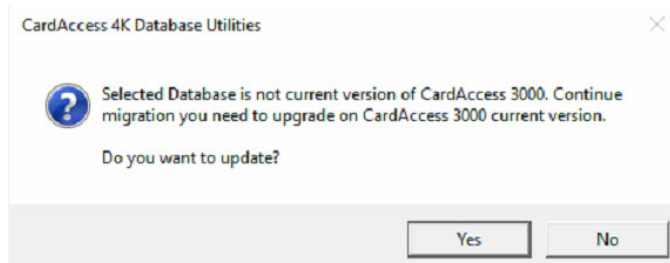 CardAccess 4K Database Utilities
Selected Database is not current version of CardAccess 3000. Continue
migration you need to upgrade on CardAccess 3000 current version.
Do you want to update?
Yes
No